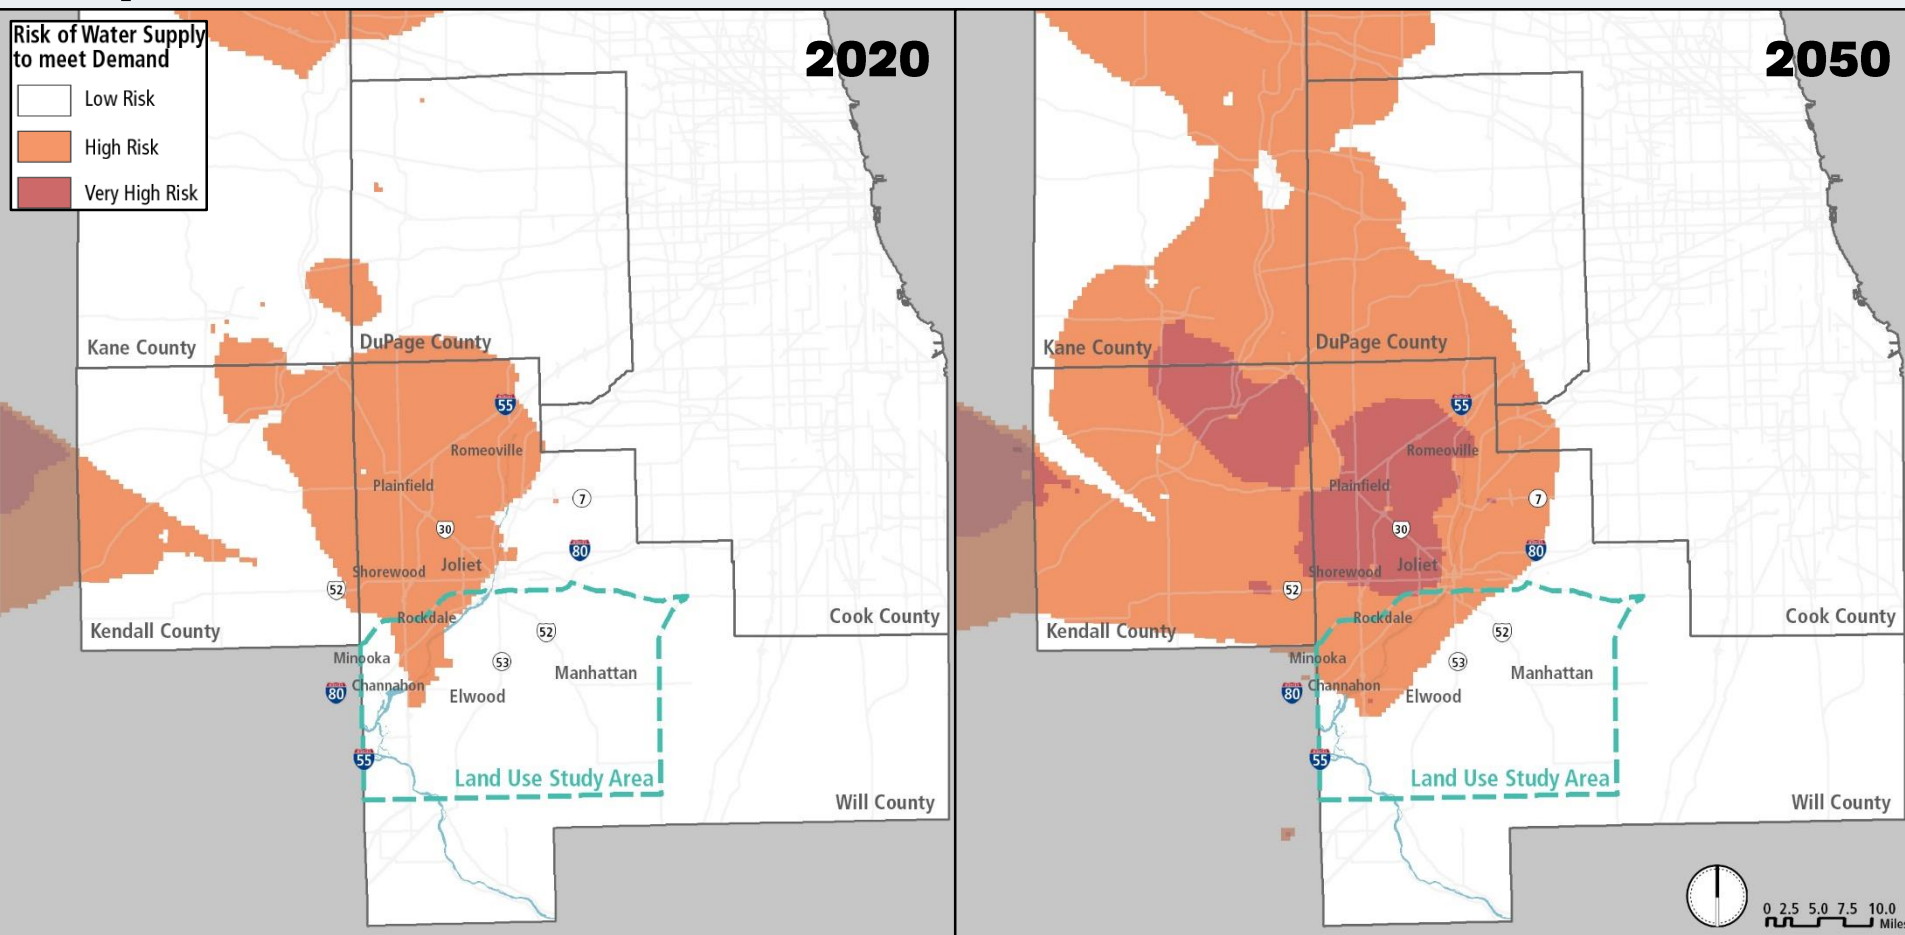 Risk of Water Supply
to meet Demand
Low Risk
High Risk
Very High Risk
2020
Kane County
DuPage County
55
Romeoville
Plainfield
7
30
80
Joliet
Shorewood
52
Rockdale
Cook County
Kendall County
52
Minooka
53
Manhattan
80
Channahon
Elwood
55
Land Use Study Area
Will County
2050
Kane County
DuPage County
55
Romeoville
Plainfield
7
30
80
Joliet
Shorewood
52
Rockdale
Cook County
Kendall County
52
Minooka
53
Manhattan
80
Channahon
Elwood
55
Land Use Study Area
Will County
0 2.5 5.0 7.5 10.0
Miles